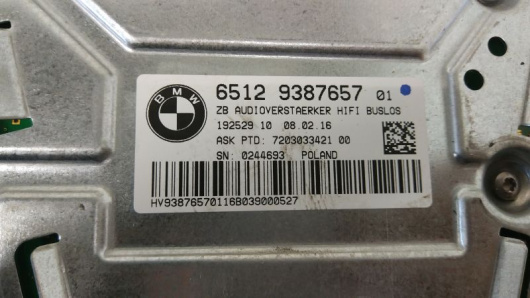 BMW
6512 9387657 01
ZB AUDIOVERSTAERKER HIFI BUSLOS
192529 10 08.02.16
ASK PTD: 7203033421 00
SN: 0244693 POLAND
HV93876570116B039000527